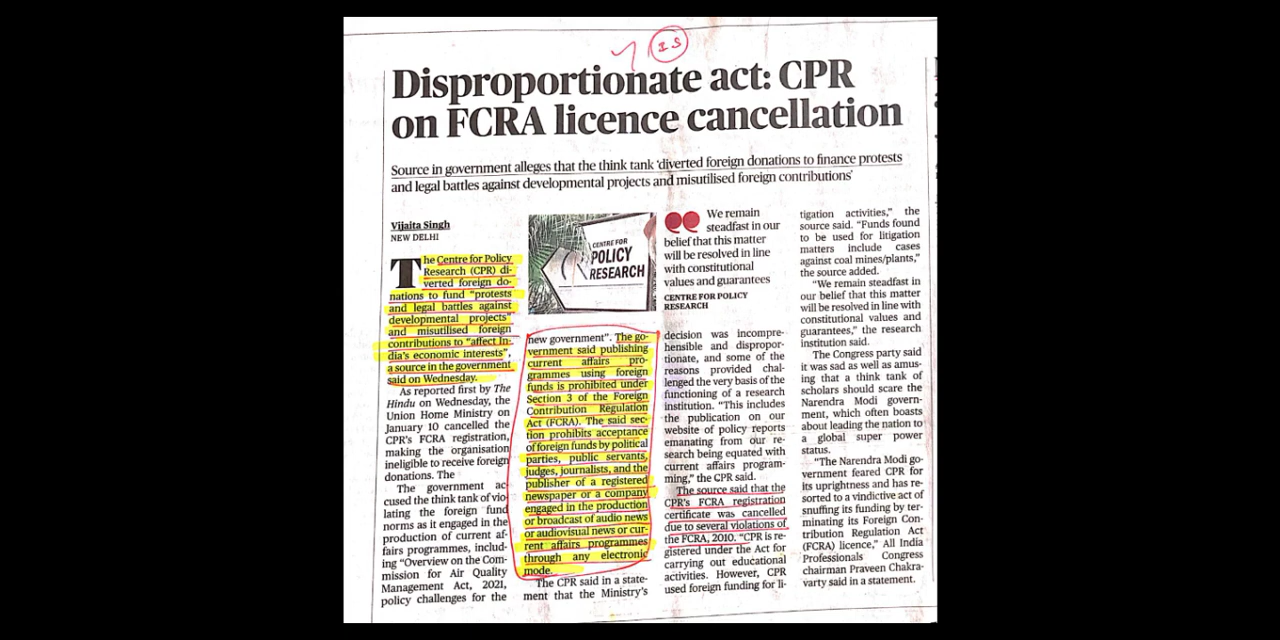 IS
Disproportionate act: CPR
on FCRA licence cancellation
Source in government alleges that the think tank 'diverted foreign donations to finance protests
and legal battles against developmental projects and misutilised foreign contributions'
Vijaita Singh
NEW DELHI
The Centre for Policy
Research (CPR) di-
verted foreign do-
nations to fund "protests
and legal battles against
developmental projects"
and misutilised foreign
contributions to "affect In-
dia's economic interests",
a source in the government
said on Wednesday.
As reported first by The
Hindu on Wednesday, the
Union Home Ministry on
January 10 cancelled the
CPR's FCRA registration,
making the organisation
ineligible to receive foreign
donations. The
The government ac
cused the think tank of vio-
lating the foreign fund
norms as it engaged in the
production of current af-
fairs programmes, includ-
ing "Overview on the Com-
mission for Air Quality
Management Act, 2021,
policy challenges for the
CENTRE FOR
POLICY
RESEARCH
new government". The go-
vernment said publishing
current affairs pro-
grammes using foreign
funds is prohibited under
Section 3 of the Foreign
Contribution Regulation
Act (FCRA). The said sec-
tion prohibits acceptance
of foreign funds by political
parties, public servants,
judges, journalists, and the
publisher of a registered
newspaper or a company
engaged in the production
or broadcast of audio news
or audiovisual news or cur-
rent affairs programmes
through any electronic
mode.
The CPR said in a state-
ment that the Ministry's
We remain
steadfast in our
belief that this matter
will be resolved in line
with constitutional
values and guarantees
CENTRE FOR POLICY
RESEARCH
decision was incompre-
hensible and dispropor-
tionate, and some of the
reasons provided chal-
lenged the very basis of the
functioning of a research
institution. "This includes
the publication on our
website of policy reports
emanating from our re-
search being equated with
current affairs program-
ming," the CPR said.
The source said that the
CPR's FCRA registration
certificate was cancelled
due to several violations of
the FCRA, 2010. "CPR is re-
gistered under the Act for
carrying out educational
activities. However, CPR
used foreign funding for li-
tigation activities," the
source said. "Funds found
to be used for litigation
matters include cases
against coal mines/plants,"
the source added.
"We remain steadfast in
our belief that this matter
will be resolved in line with
constitutional values and
guarantees," the research
institution said.
The Congress party said
it was sad as well as amus-
ing that a think tank of
scholars should scare the
Narendra Modi govern-
ment, which often boasts
about leading the nation to
a global super power
status.
"The Narendra Modi go-
vernment feared CPR for
its uprightness and has re-
sorted to a vindictive act of
snuffing its funding by ter-
minating its Foreign Con-
tribution Regulation Act
(FCRA) licence," All India
Professionals Congress
chairman Praveen Chakra-
varty said in a statement.